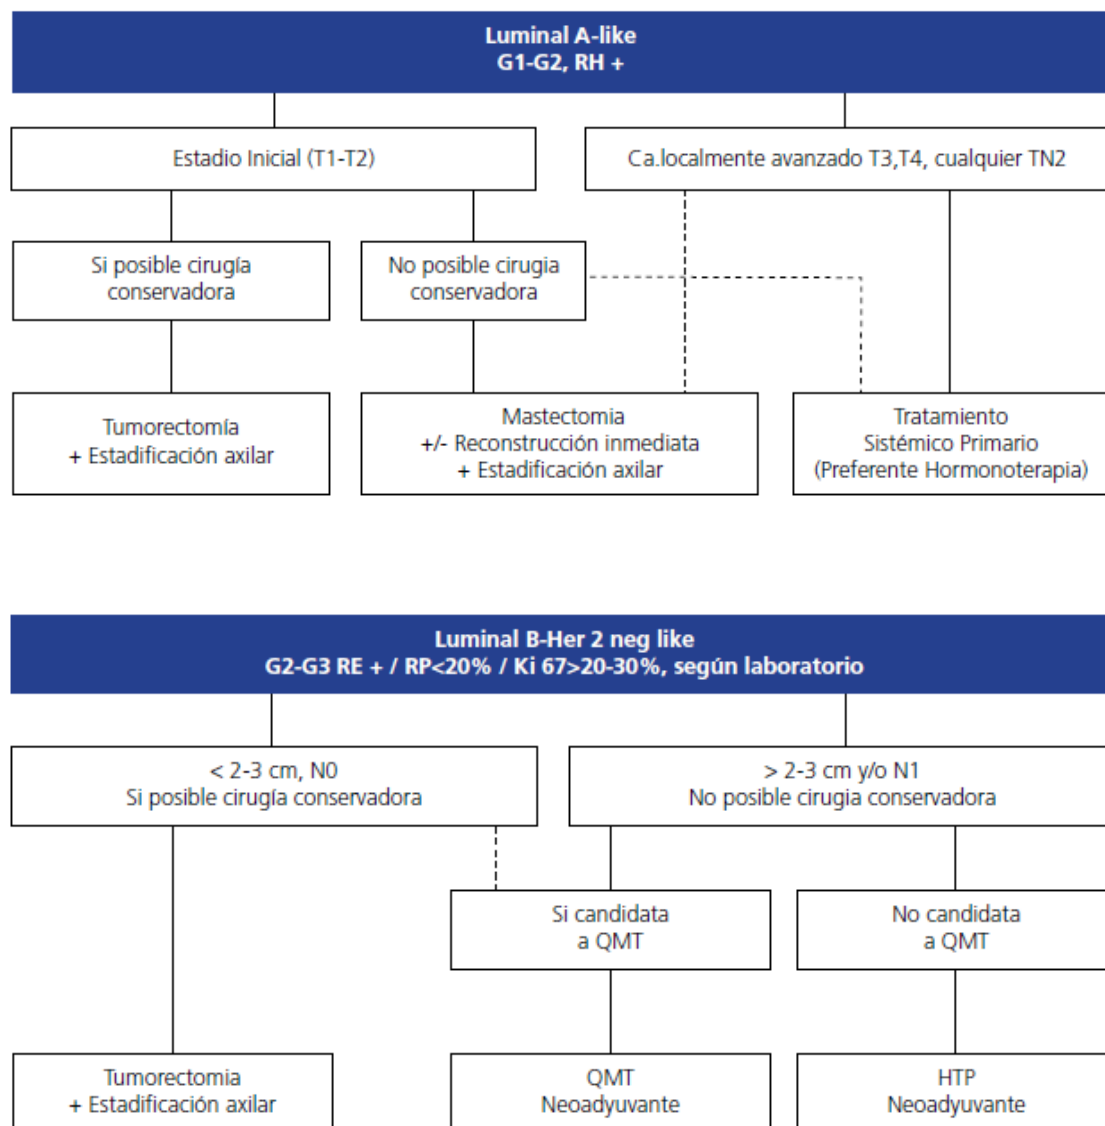 Luminal A-like
G1-G2, RH +
Estadio Inicial (T1-T2)
Ca.localmente avanzado T3,T4, cualquier TN2
Si posible cirugía
conservadora
No posible cirugia
conservadora
Tumorectomía
+ Estadificación axilar
Mastectomia
+/- Reconstrucción inmediata
+ Estadificación axilar
Tratamiento
Sistémico Primario
(Preferente Hormonoterapia)
Luminal B-Her 2 neg like
G2-G3 RE + / RP<20% / Ki 67>20-30%, según laboratorio
< 2-3 cm, N0
Si posible cirugía conservadora
> 2-3 cm y/o N1
No posible cirugia conservadora
Si candidata
a QMT
No candidata
a QMT
Tumorectomia
+ Estadificación axilar
QMT
Neoadyuvante
HTP
Neoadyuvante